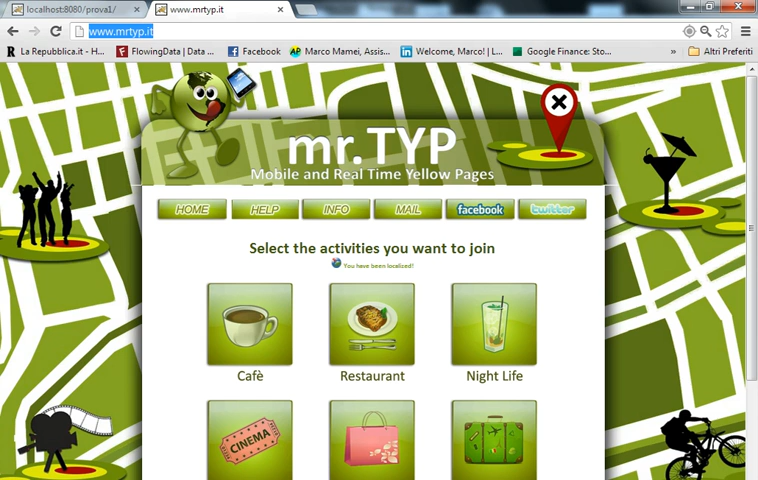 localhost:8080/prova1/
www.mrtyp.it
www.mrtyp.it
La Repubblica.it - H...
FlowingData | Data ...
Facebook
Marco Mamei, Assis...
Welcome, Marco! | L...
Google Finance: Sto...
»
Altri Preferiti
mr.TYP
Mobile and Real Time Yellow Pages
HOME
HELP
INFO
MAIL
facebook
twitter
Select the activities you want to join
You have been localized!
Cafè
Restaurant
Night Life
CINEMA